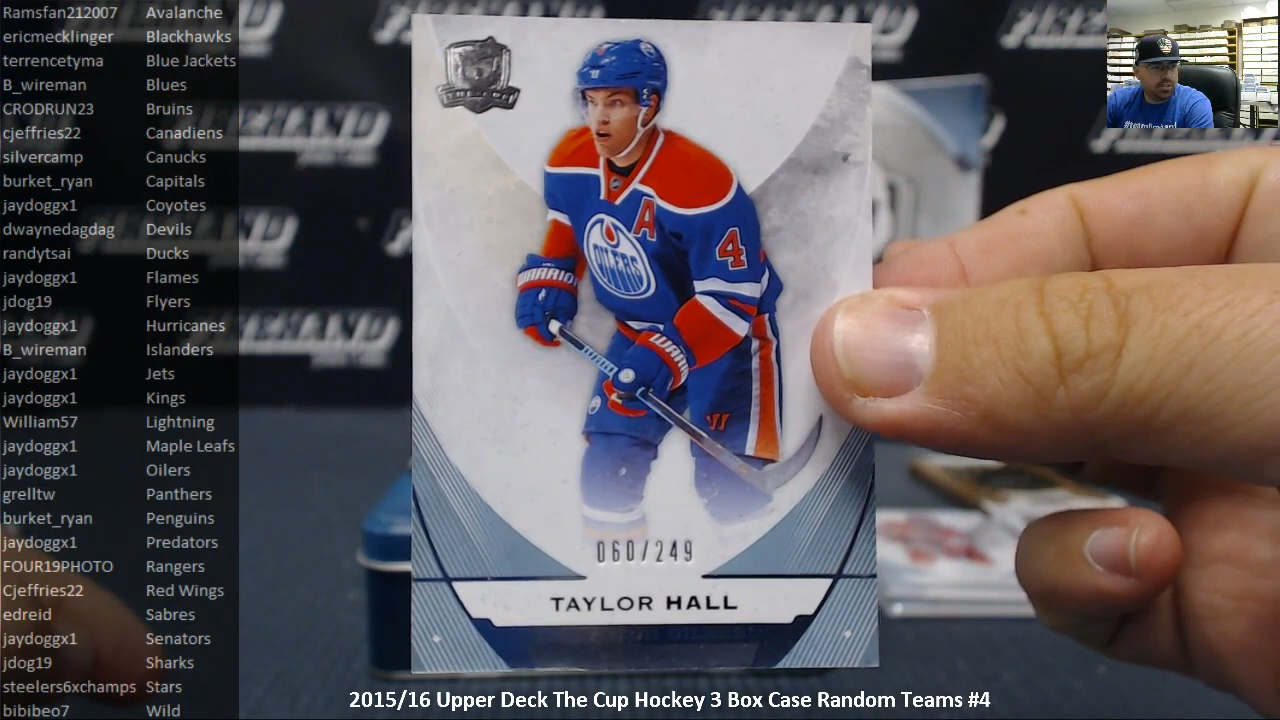 Ramsfan212007 Avalanche
ericmecklinger Blackhawks
terrencetyma Blue Jackets
B_wireman Blues
CRODRUN23 Bruins
cjeffries22 Canadiens
silvercamp Canucks
burket_ryan Capitals
jaydoggx1 Coyotes
dwaynedagdag Devils
randytsai Ducks
jaydoggx1 Flames
jdog19 Flyers
jaydoggx1 Hurricanes
B_wireman Islanders
jaydoggx1 Jets
jaydoggx1 Kings
William57 Lightning
jaydoggx1 Maple Leafs
jaydoggx1 Oilers
grelltw Panthers
burket_ryan Penguins
jaydoggx1 Predators
FOUR19PHOTO Rangers
Cjeffries22 Red Wings
edreid Sabres
jaydoggx1 Senators
jdog19 Sharks
steelers6xchamps Stars
bibibeo7 Wild
THE CUP
A
4
OILERS
WARRIOR
060/249
TAYLOR HALL
2015/16 Upper Deck The Cup Hockey 3 Box Case Random Teams #4